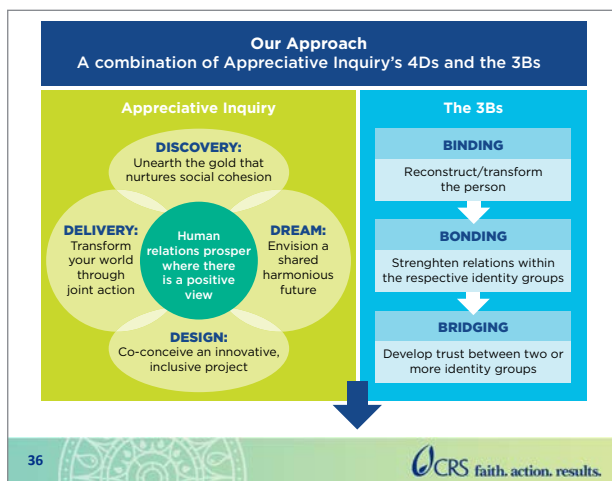 Our Approach
A combination of Appreciative Inquiry's 4Ds and the 3Bs
Appreciative Inquiry
DISCOVERY:
Unearth the gold that
nurtures social cohesion
DELIVERY:
Transform
your world
through
joint action
Human
relations prosper
where there
is a positive
view
DREAM:
Envision a
shared
harmonious
future
DESIGN:
Co-conceive an innovative,
inclusive project
The 3Bs
BINDING
Reconstruct/transform
the person
BONDING
Strenghten relations within
the respective identity groups
BRIDGING
Develop trust between two or
more identity groups
36
CRS faith. action. results.